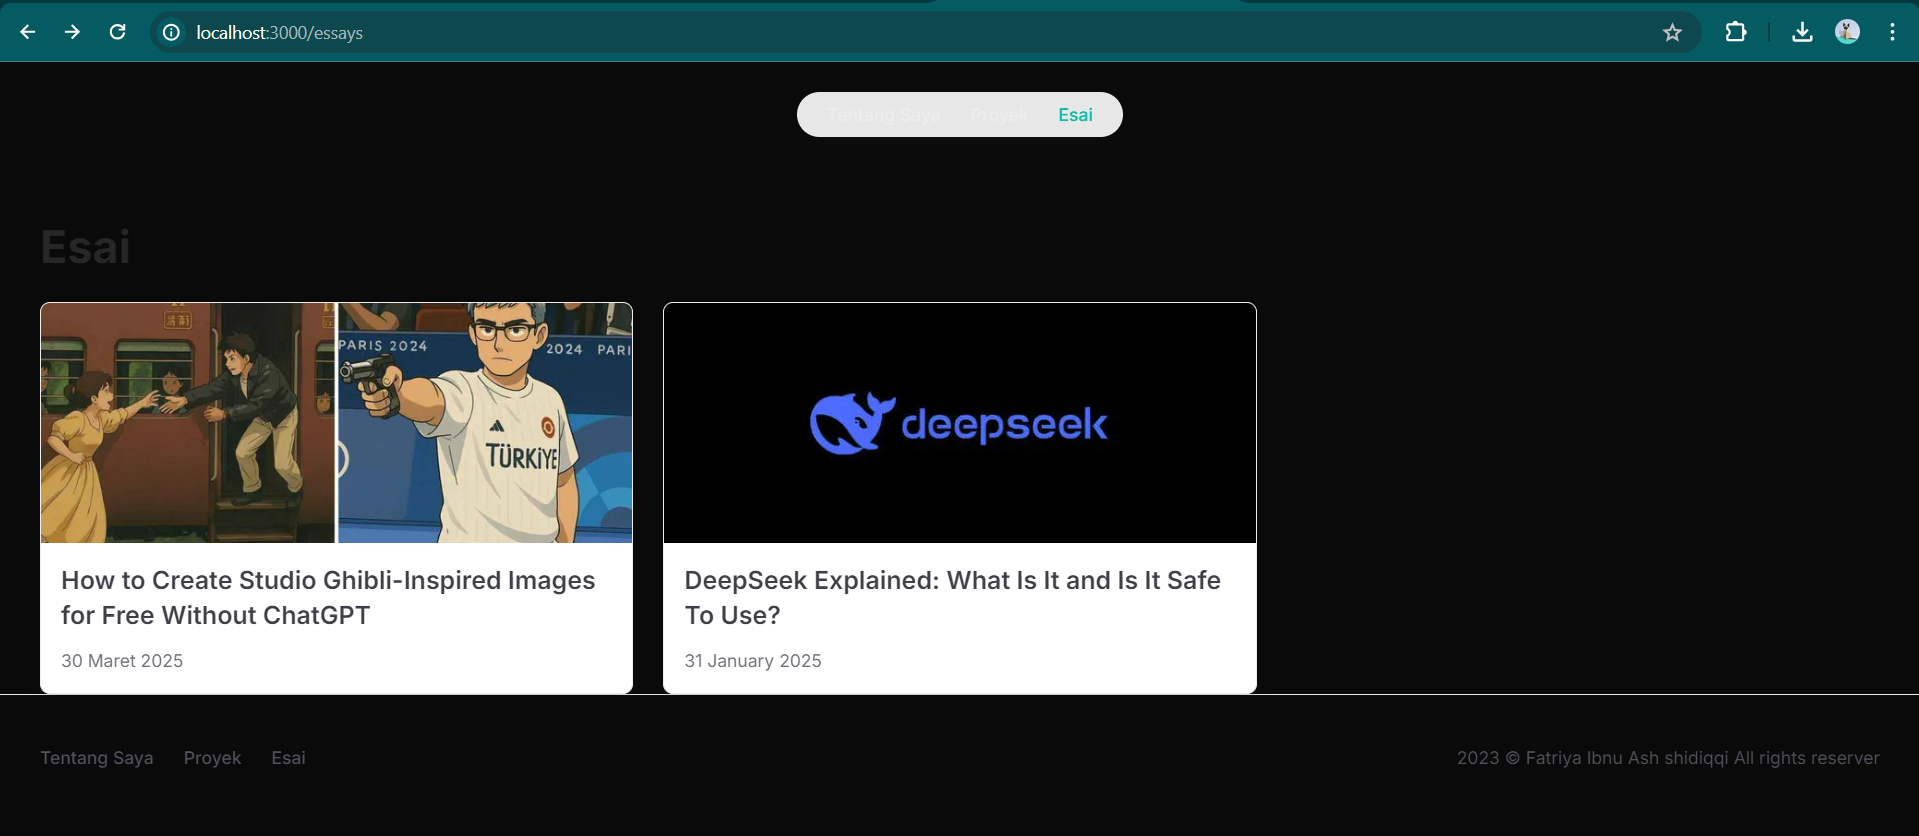 localhost:3000/essays
Tentang Saya Proyek Esai
Esai
PARIS 2024
2024 PARI
TÜRKİYE
deepseek
How to Create Studio Ghibli-Inspired Images
for Free Without ChatGPT
30 Maret 2025
DeepSeek Explained: What Is It and Is It Safe
To Use?
31 January 2025
Tentang Saya Proyek Esai
2023 © Fatriya Ibnu Ash shidiqqi All rights reserver